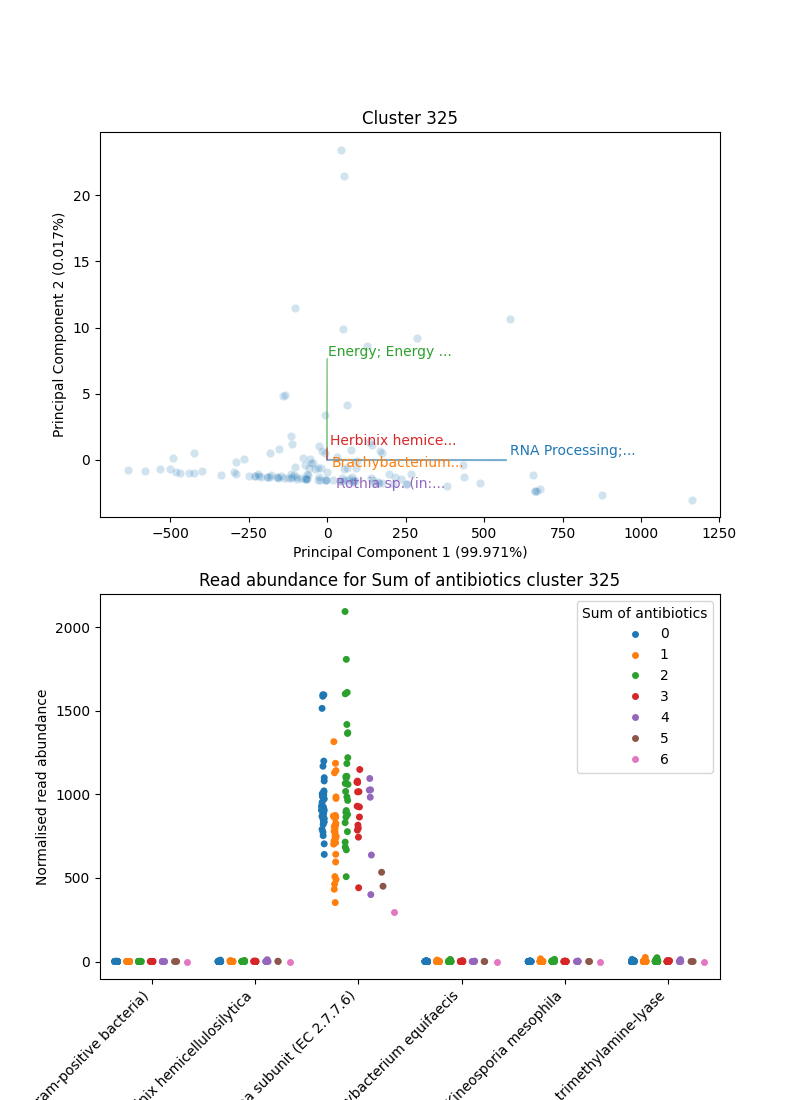 Cluster 325
Principal Component 2 (0.017%)
20
15
10
5
0
Energy; Energy ...
Herbinix hemice...
RNA Processing;...
Brachybacterium...
Rothia sp. (in:...
−500
−250
0
250
500
750
1000
1250
Principal Component 1 (99.971%)
Read abundance for Sum of antibiotics cluster 325
Normalised read abundance
2000
1500
1000
500
0
Sum of antibiotics
0
1
2
3
4
5
6
ram-positive bacteria)
nix hemicellulosilytica
a subunit (EC 2.7.7.6)
ybacterium equifaecis
Kineosporia mesophila
trimethylamine-lyase